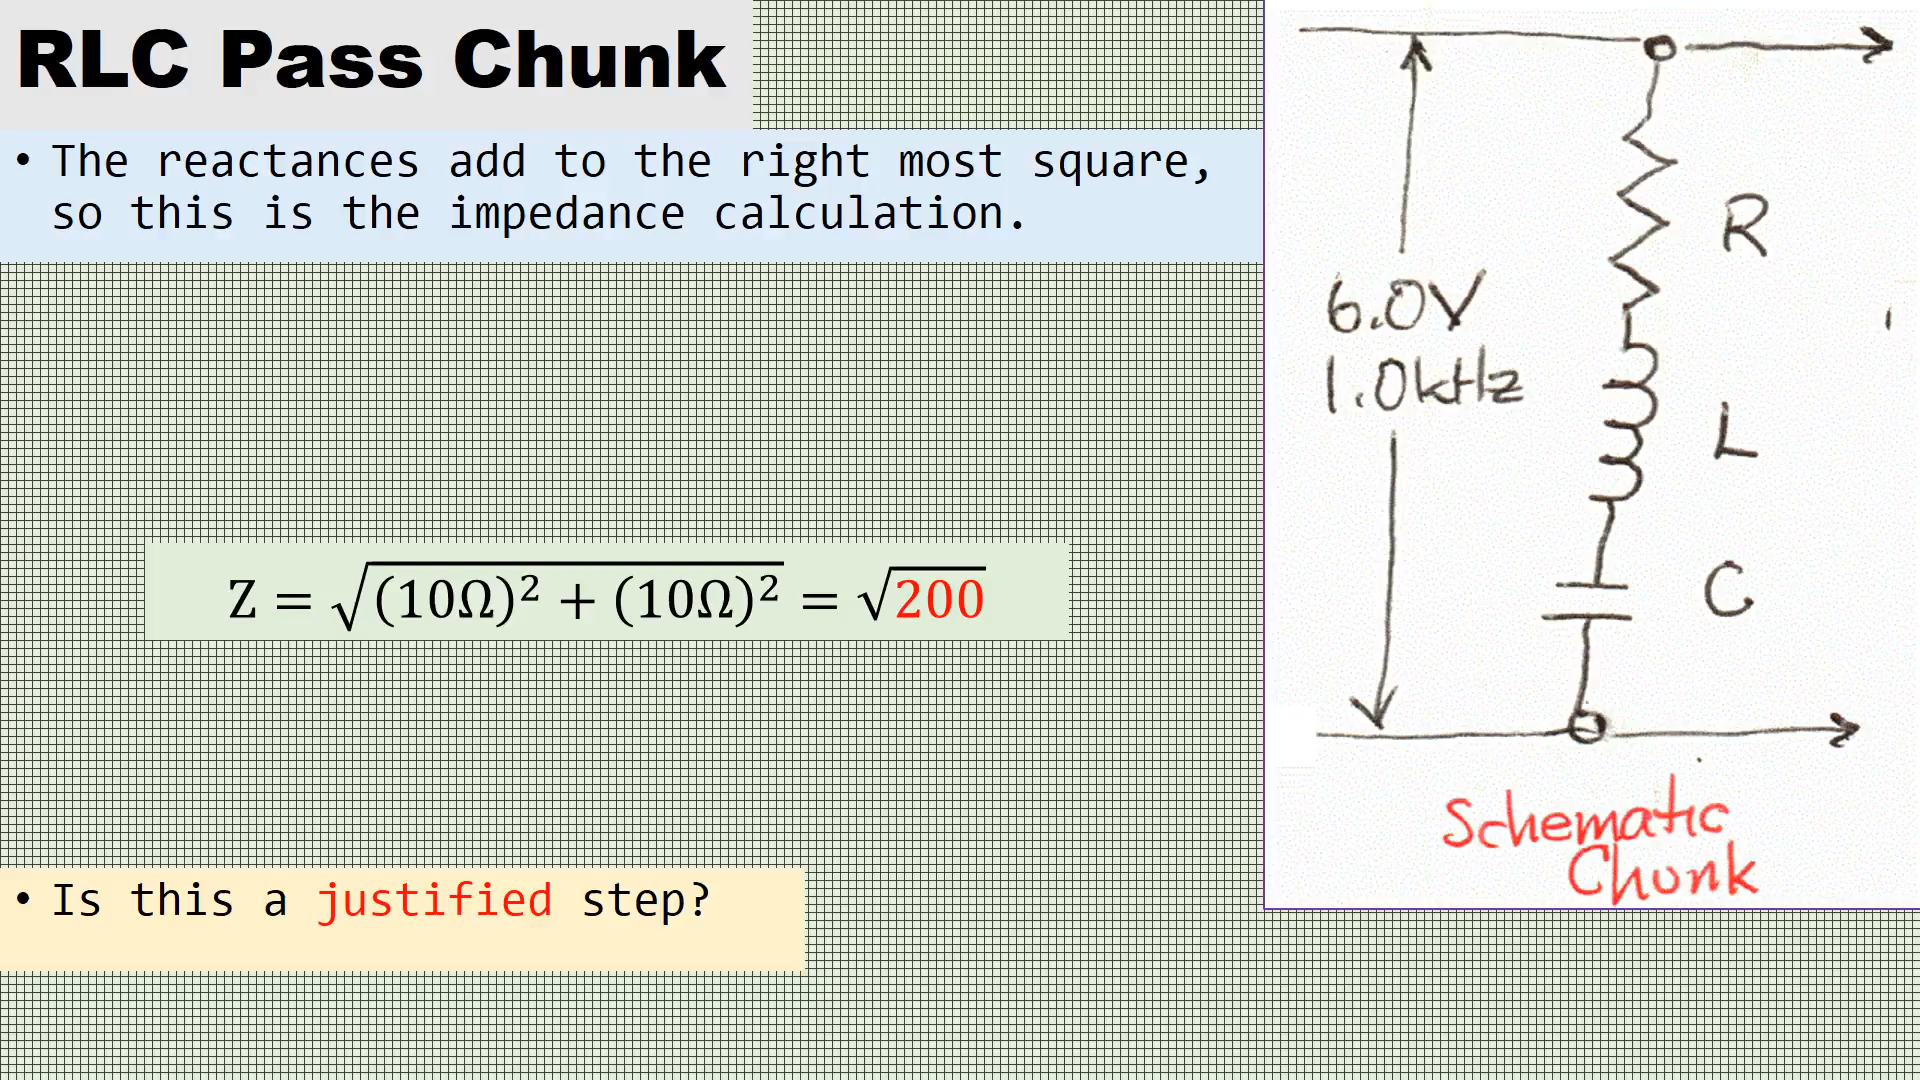 RLC Pass Chunk
• The reactances add to the right most square,
so this is the impedance calculation.
Z = √(10Ω)² + (10Ω)² = √200
• Is this a justified step?
R
6.0V
1.0kHz
L
C
Schematic
Chunk